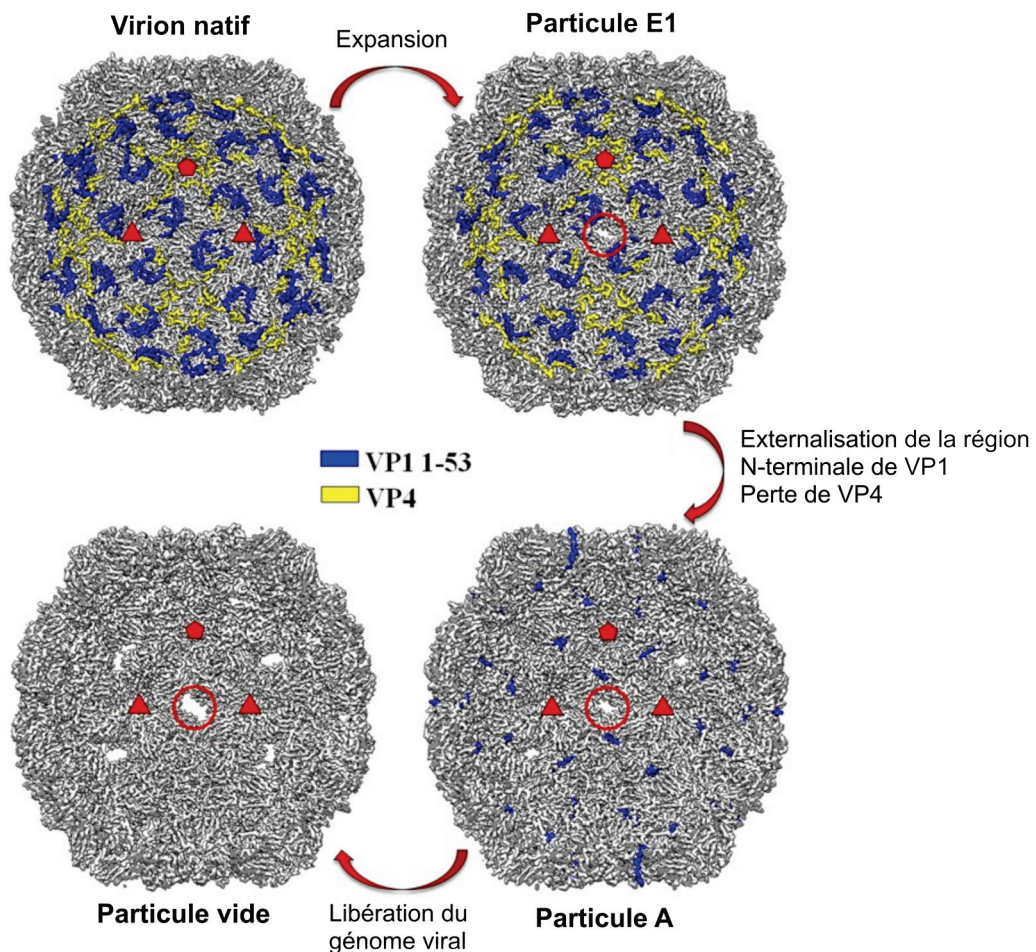 Virion natif
Expansion
Particule E1
VP1 1-53
VP4
Externalisation de la région
N-terminale de VP1
Perte de VP4
Particule vide
Libération du
génome viral
Particule A